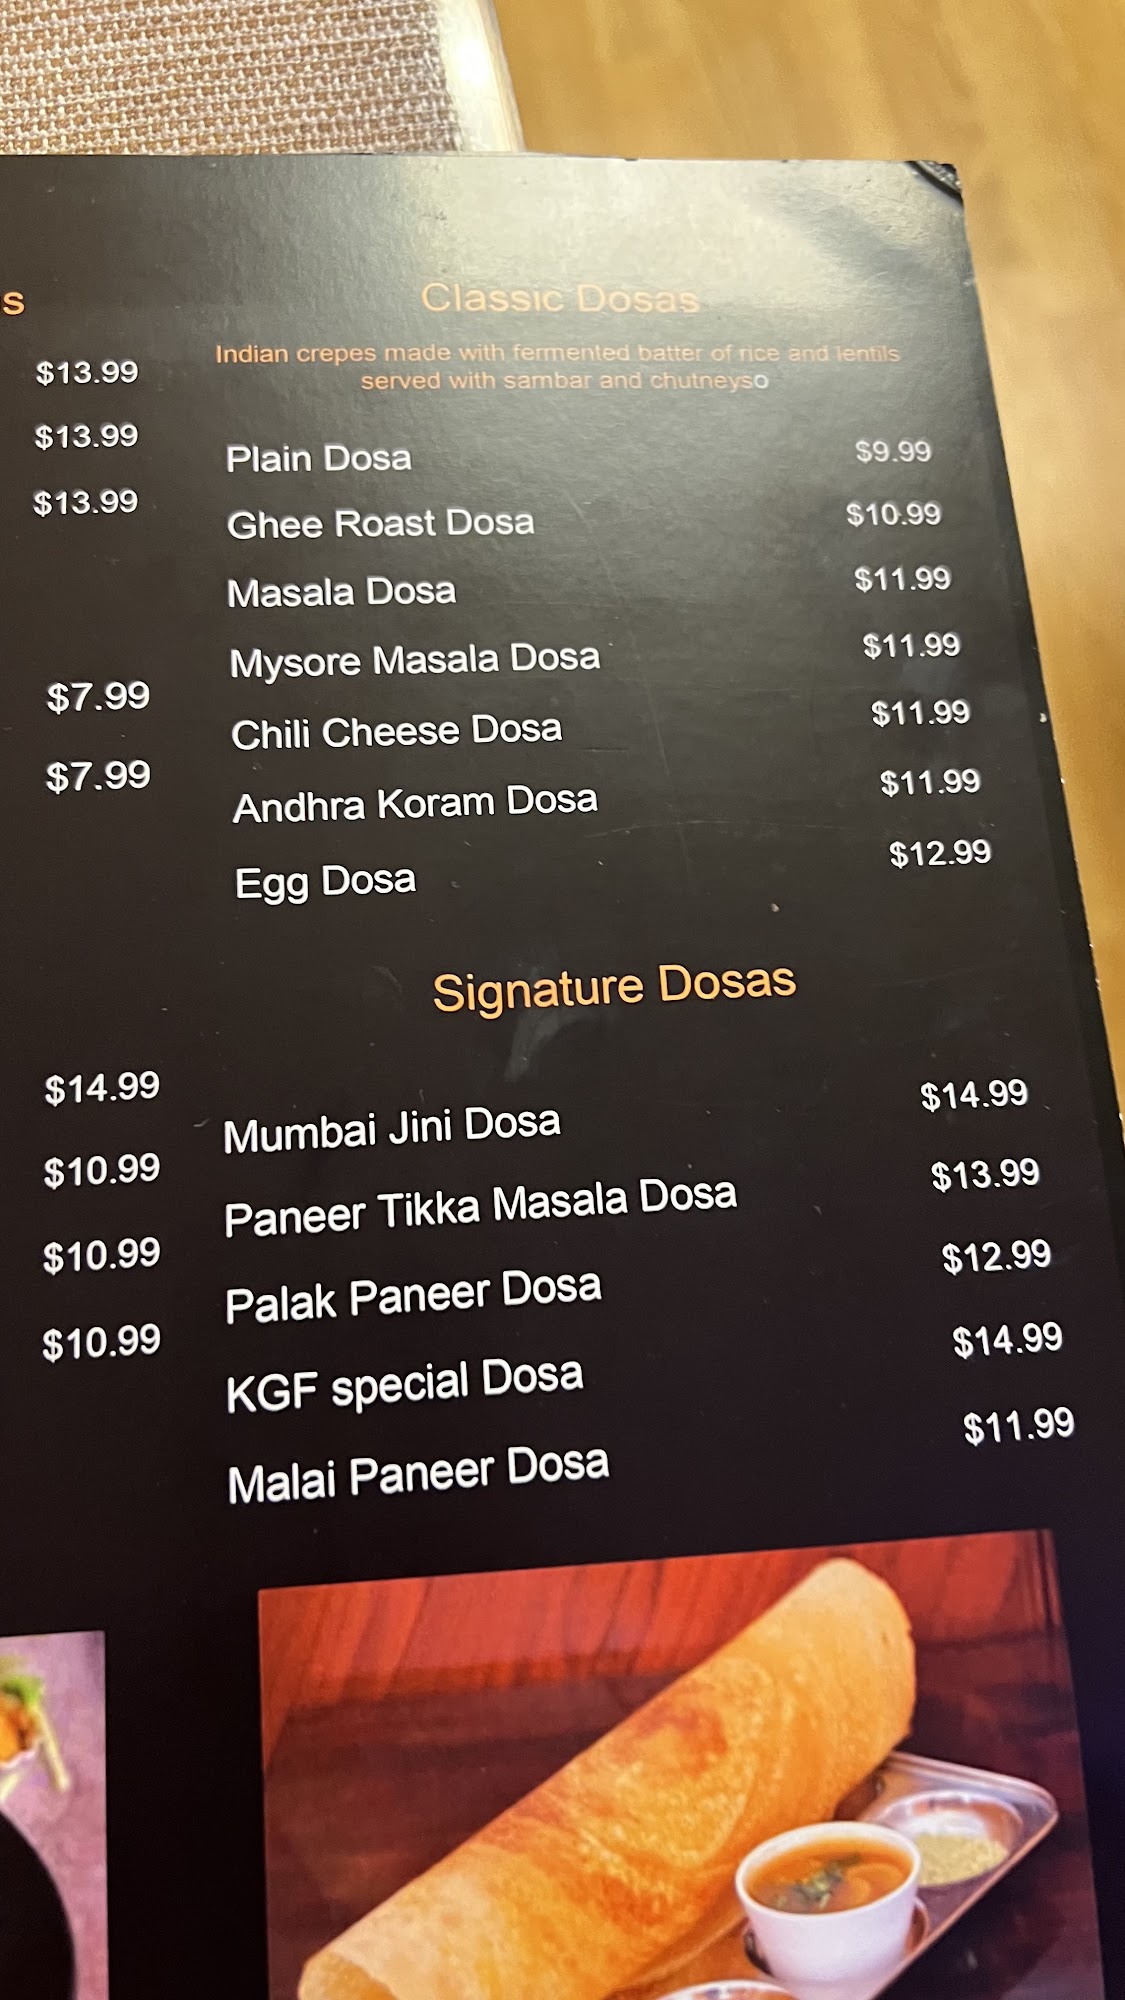 s
$13.99
$13.99
$13.99
$7.99
$7.99
$14.99
$10.99
$10.99
$10.99
Classic Dosas
Indian crepes made with fermented batter of rice and lentils
served with sambar and chutneyso
Plain Dosa $9.99
Ghee Roast Dosa $10.99
Masala Dosa $11.99
Mysore Masala Dosa $11.99
Chili Cheese Dosa $11.99
Andhra Koram Dosa $11.99
Egg Dosa $12.99
Signature Dosas
Mumbai Jini Dosa $14.99
Paneer Tikka Masala Dosa $13.99
Palak Paneer Dosa $12.99
KGF special Dosa $14.99
Malai Paneer Dosa $11.99